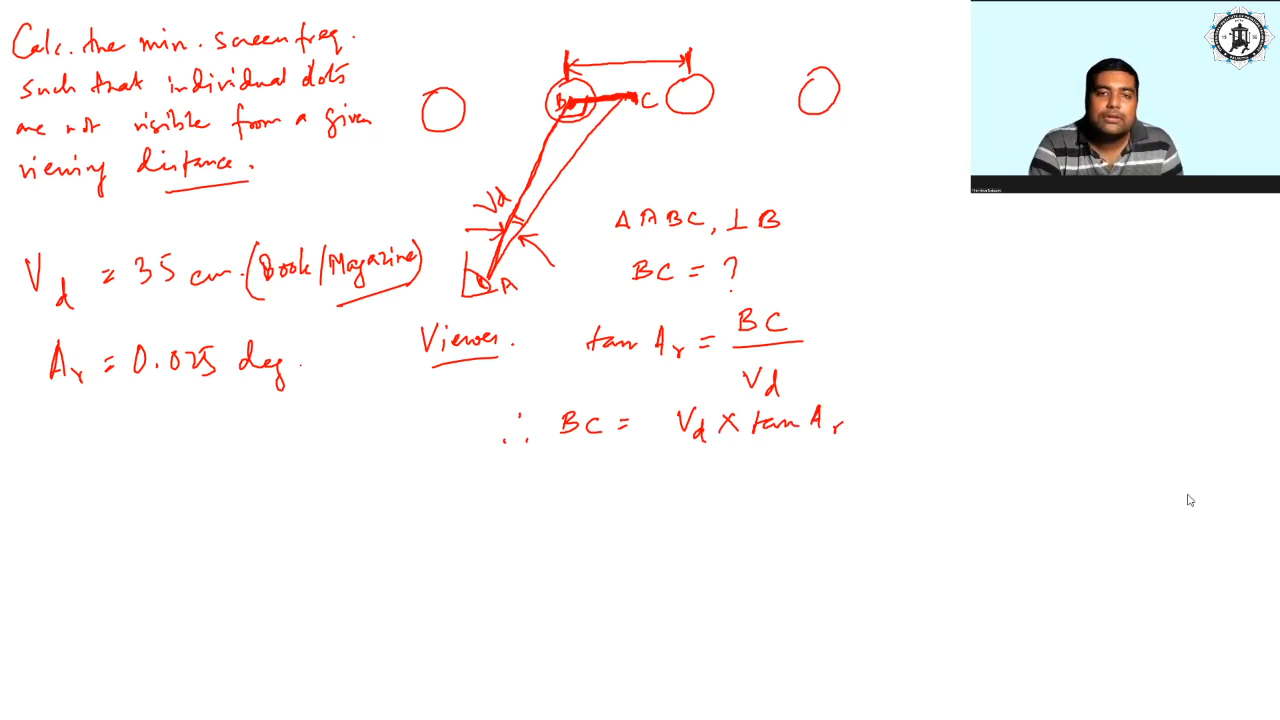 Calc. the min. screen freq.
such that individual dots
are not visible from a given
viewing distance.
B
C
Vd
A
Viewer.
Vd = 35 cm. (Book/Magazine)
Ar = 0.025 deg.
Δ ABC, ⊥ B
BC = ?
tan Ar = BC
Vd
∴ BC = Vd × tan Ar